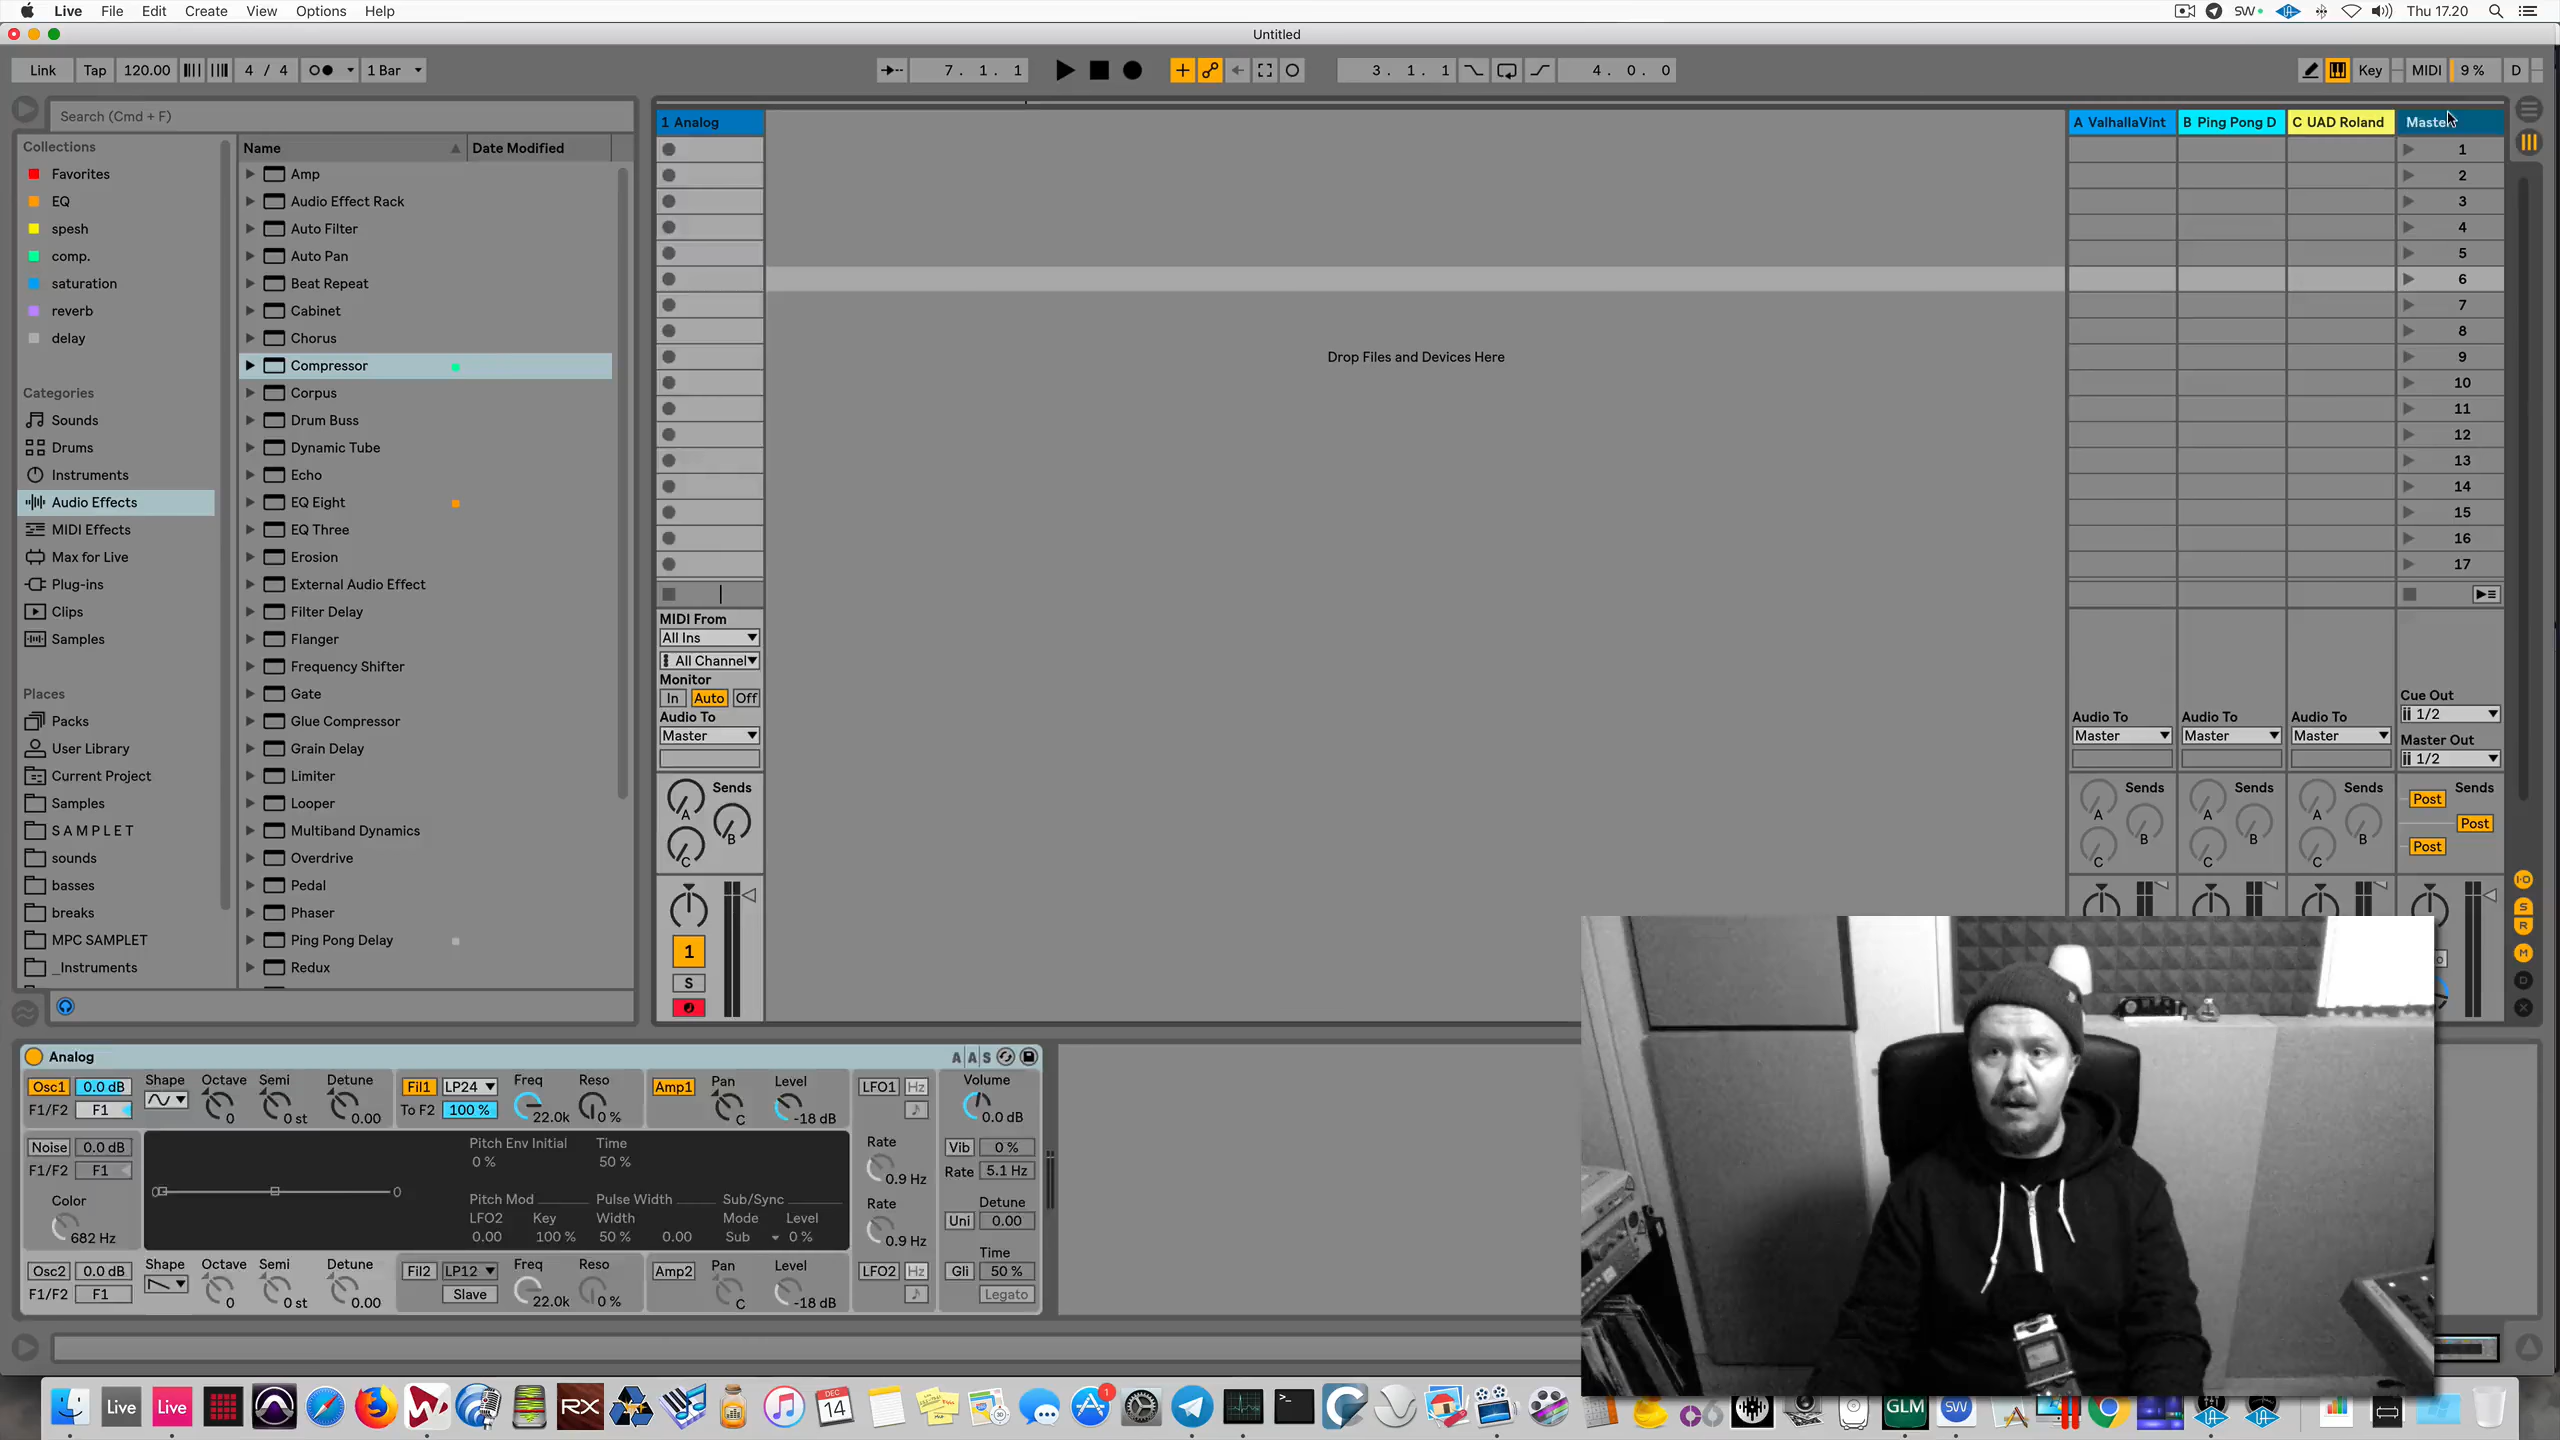 Live File Edit Create View Options Help
SW Thu 17.20
Untitled
Link Tap 120.00 4 / 4 1 Bar 7. 1. 1 3. 1. 1 4. 0. 0 Key MIDI 9 % D
Search (Cmd + F)
Collections
Favorites
EQ
spesh
comp.
saturation
reverb
delay
Categories
Sounds
Drums
Instruments
Audio Effects
MIDI Effects
Max for Live
Plug-ins
Clips
Samples
Places
Packs
User Library
Current Project
Samples
S A M P L E T
sounds
basses
breaks
MPC SAMPLET
_Instruments
Name Date Modified
Amp
Audio Effect Rack
Auto Filter
Auto Pan
Beat Repeat
Cabinet
Chorus
Compressor
Corpus
Drum Buss
Dynamic Tube
Echo
EQ Eight
EQ Three
Erosion
External Audio Effect
Filter Delay
Flanger
Frequency Shifter
Gate
Glue Compressor
Grain Delay
Limiter
Looper
Multiband Dynamics
Overdrive
Pedal
Phaser
Ping Pong Delay
Redux
1 Analog
Drop Files and Devices Here
MIDI From
All Ins
All Channel
Monitor
In Auto Off
Audio To
Master
Sends
A
B
C
1
S
A ValhallaVint B Ping Pong D C UAD Roland Master
1
2
3
4
5
6
7
8
9
10
11
12
13
14
15
16
17
Cue Out
1/2
Audio To Audio To Audio To Master Out
Master Master Master 1/2
Sends Sends Sends Sends
A A A Post
B B B Post
C C C Post
I·O
S
R
M
D
X
Analog A A S
Osc1 0.0 dB Shape Octave Semi Detune Fil1 LP24 Freq Reso Amp1 Pan Level LFO1 Hz Volume
F1/F2 F1 0 0 st 0.00 To F2 100 % 22.0k 0 % C -18 dB 0.0 dB
Noise 0.0 dB Pitch Env Initial Time Rate Vib 0 %
F1/F2 F1 0 % 50 % 0.9 Hz Rate 5.1 Hz
Color Pitch Mod Pulse Width Sub/Sync Rate Detune
682 Hz LFO2 Key Width Mode Level Uni 0.00
0.00 100 % 50 % 0.00 Sub 0 % 0.9 Hz Time
Osc2 0.0 dB Shape Octave Semi Detune Fil2 LP12 Freq Reso Amp2 Pan Level LFO2 Hz Gli 50 %
F1/F2 F1 0 0 st 0.00 Slave 22.0k 0 % C -18 dB Legato
Live Live RX DEC 14 1 GLM SW